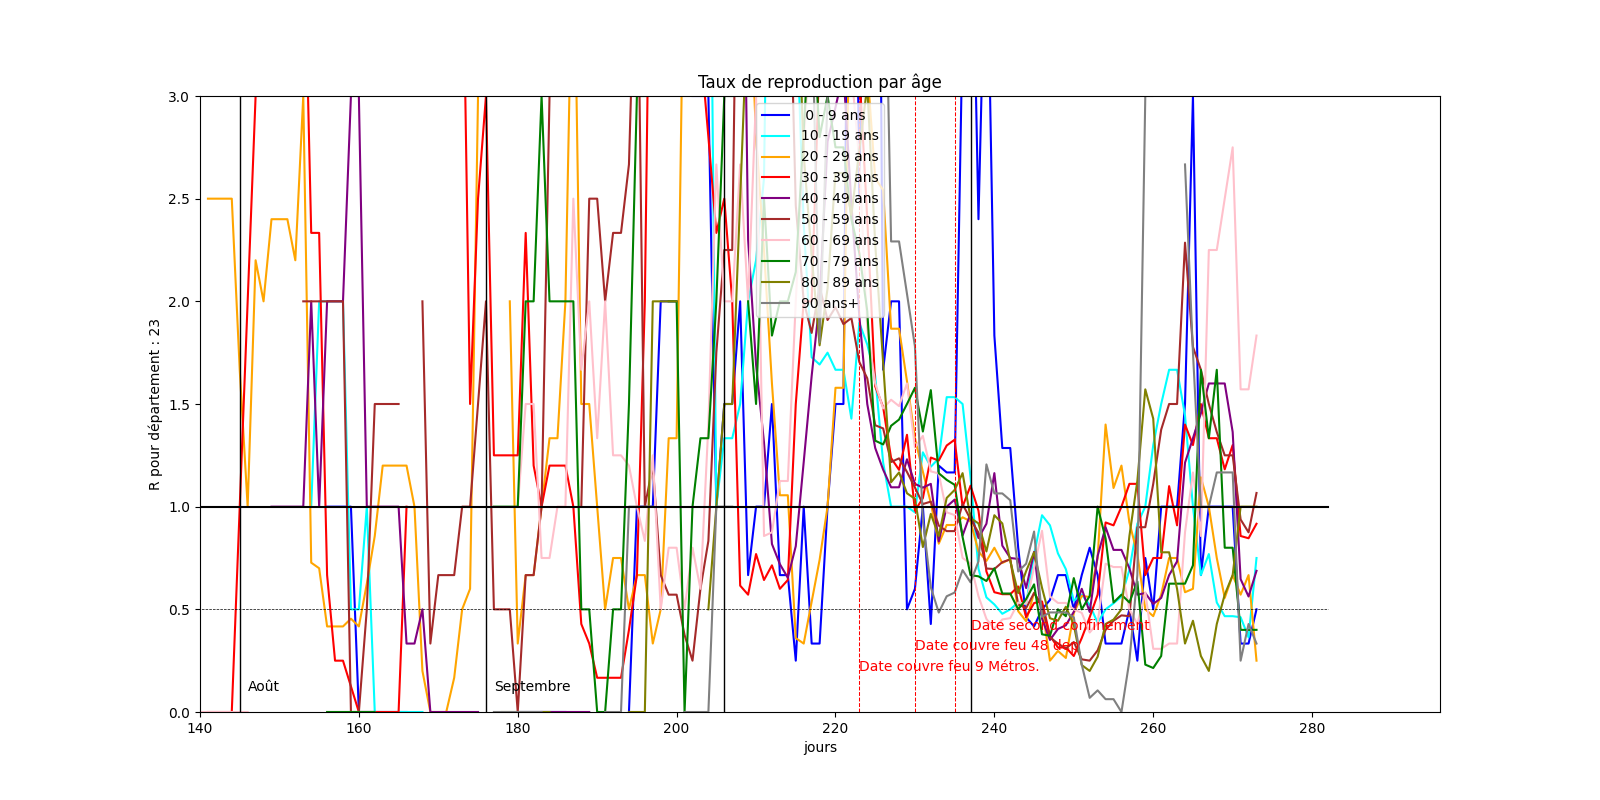 Taux de reproduction par âge
3.0
2.5
2.0
1.5
1.0
0.5
0.0
R pour département : 23
0 - 9 ans
10 - 19 ans
20 - 29 ans
30 - 39 ans
40 - 49 ans
50 - 59 ans
60 - 69 ans
70 - 79 ans
80 - 89 ans
90 ans+
Date second confinement
Date couvre feu 48 dep
Date couvre feu 9 Métros.
Août
Septembre
140
160
180
200
220
240
260
280
jours